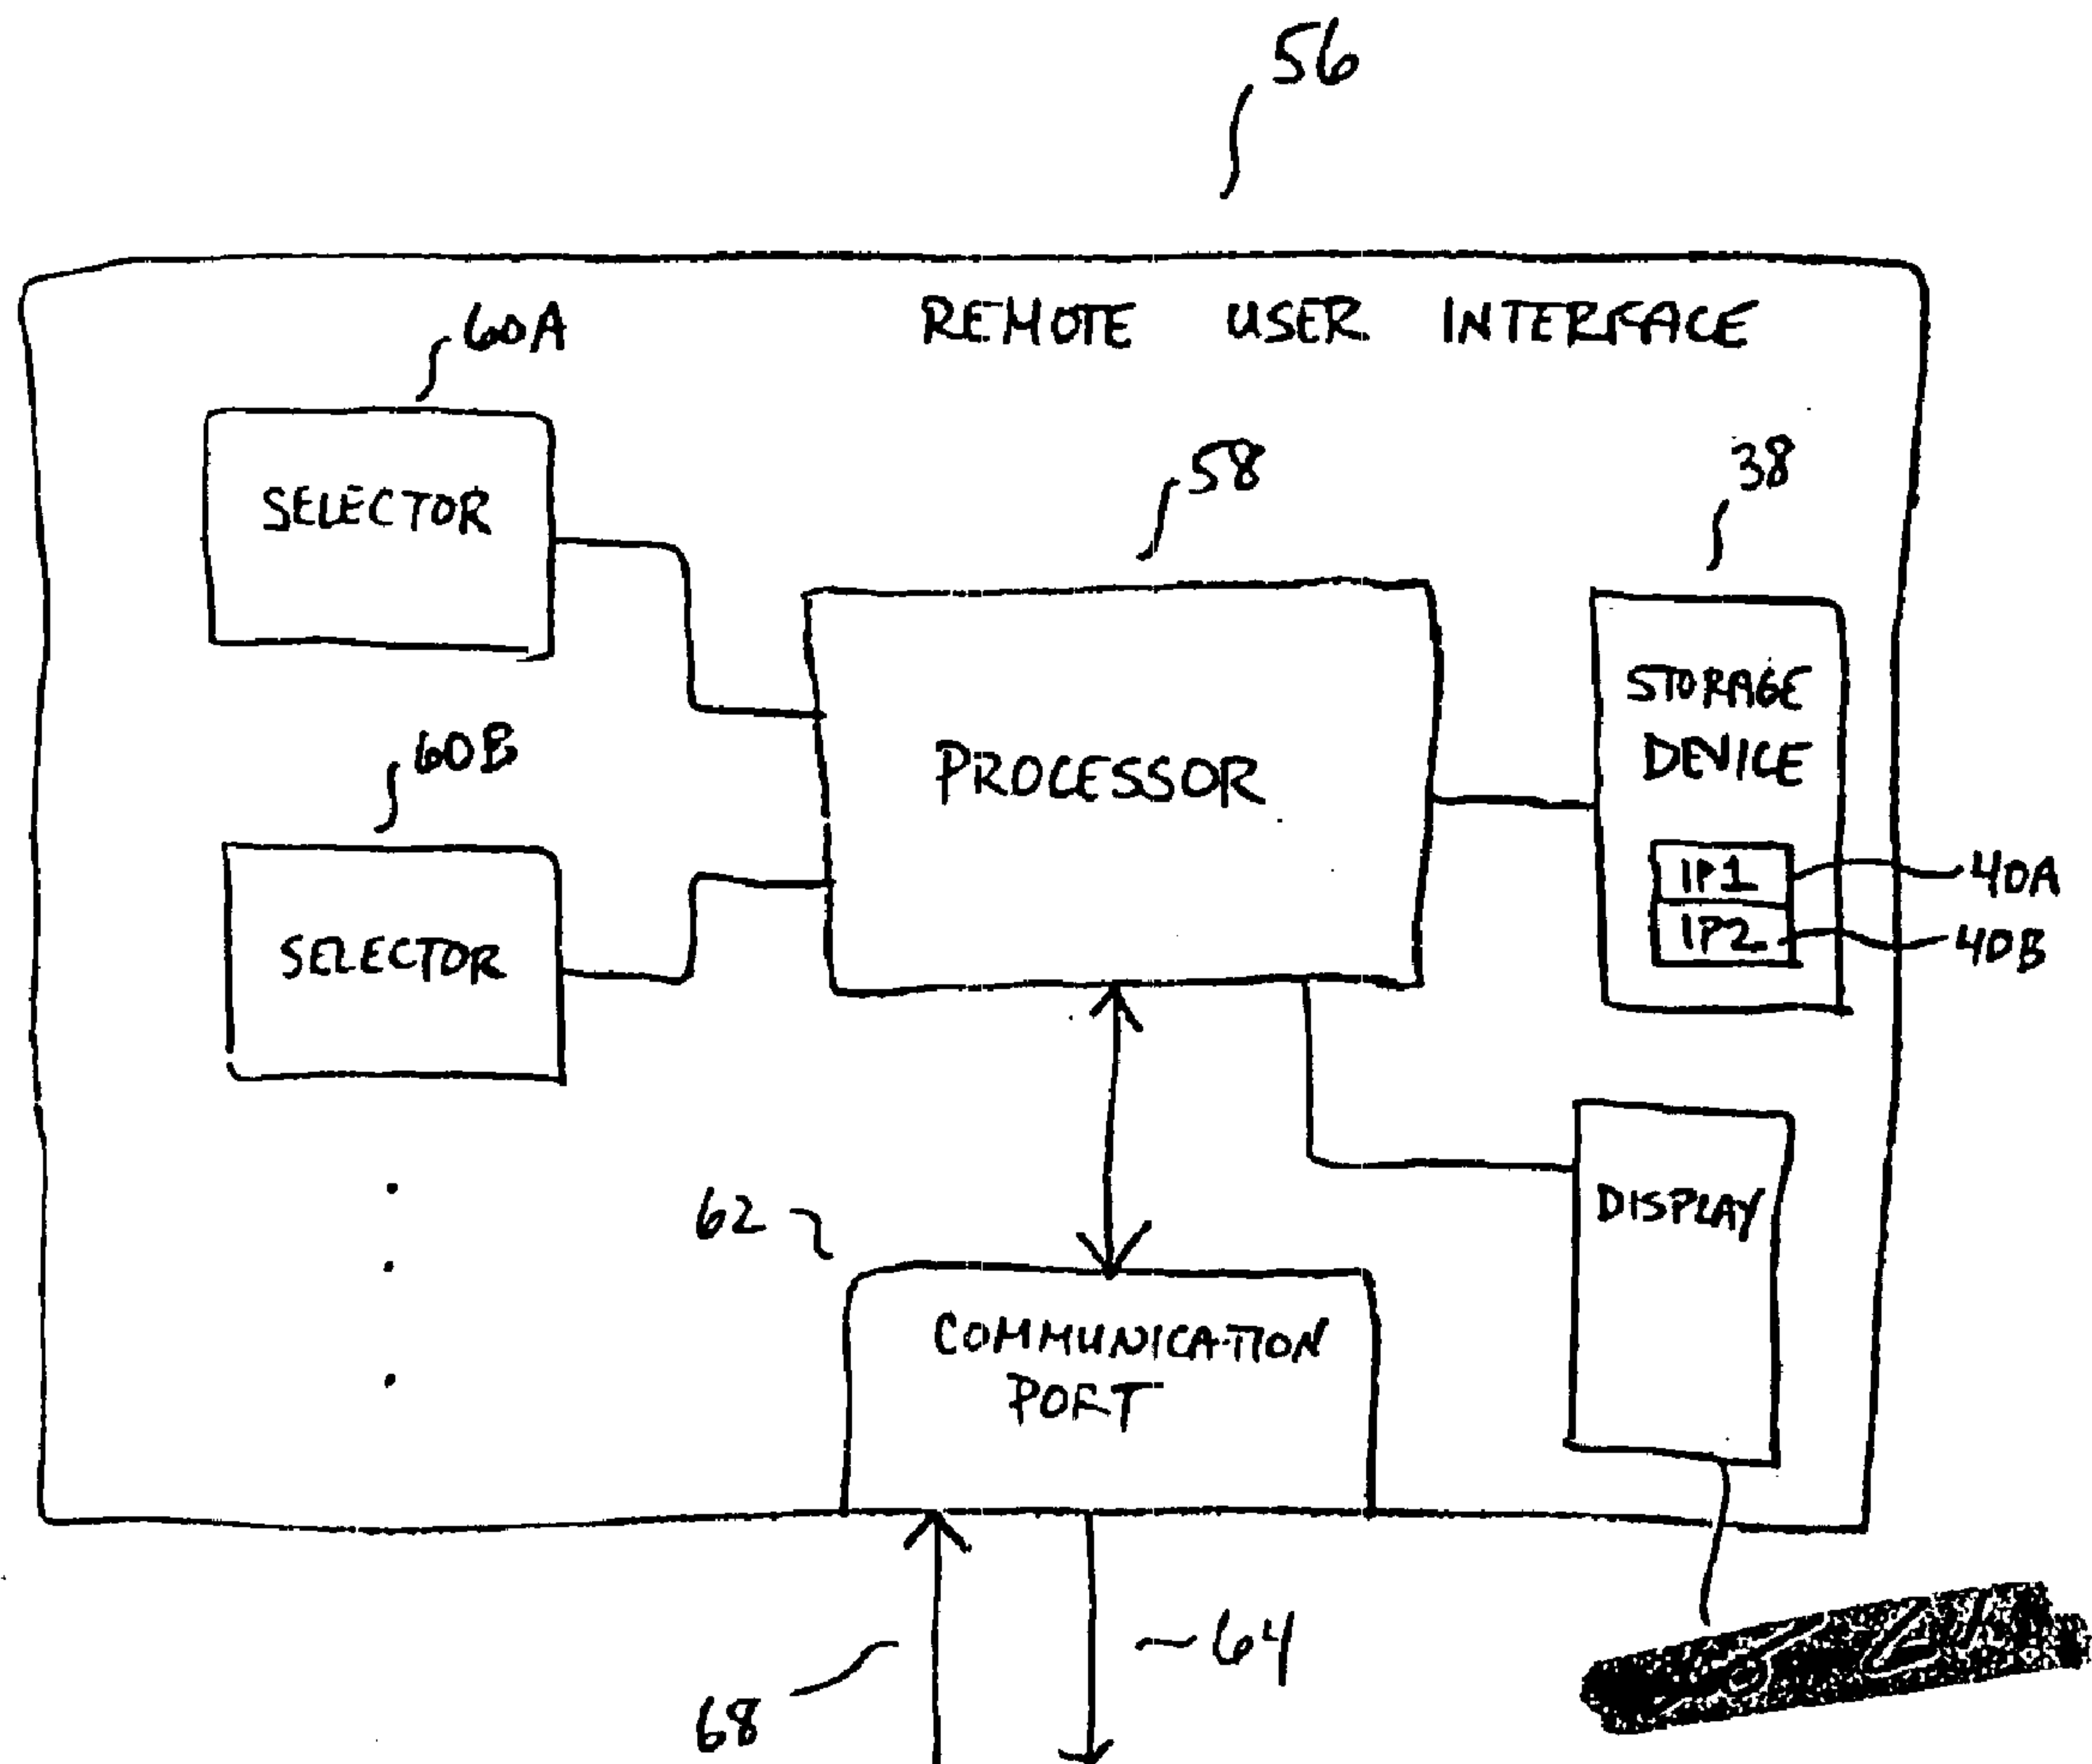 56
REMOTE USER INTERFACE
60A
SELECTOR
58
38
STORAGE
DEVICE
60B
PROCESSOR
IP1
40A
SELECTOR
IP2
40B
62
DISPLAY
COMMUNICATION
PORT
64
68